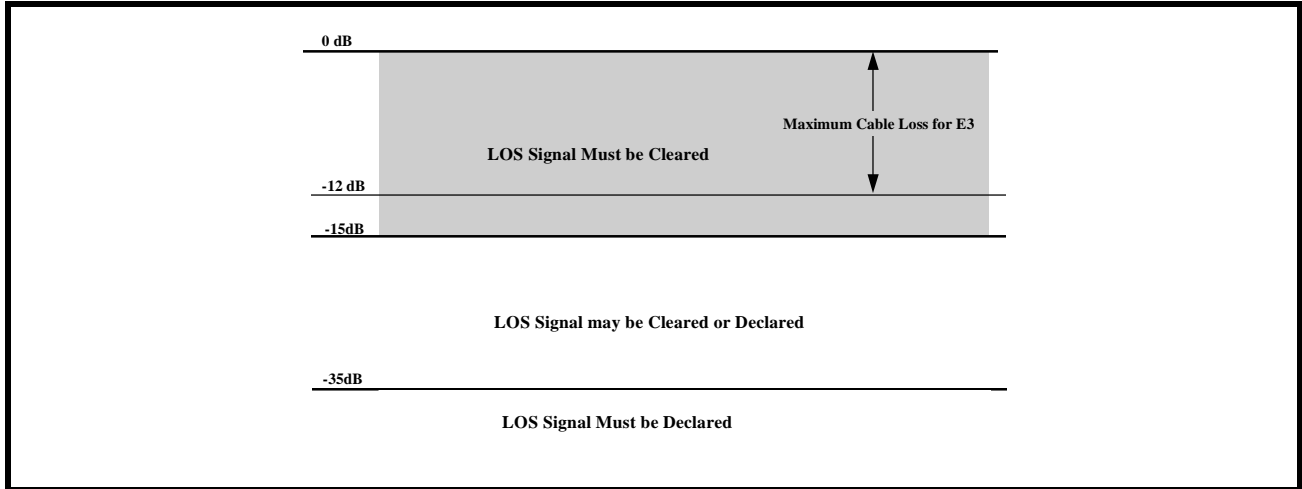 0 dB
Maximum Cable Loss for E3
LOS Signal Must be Cleared
-12 dB
-15dB
LOS Signal may be Cleared or Declared
-35dB
LOS Signal Must be Declared